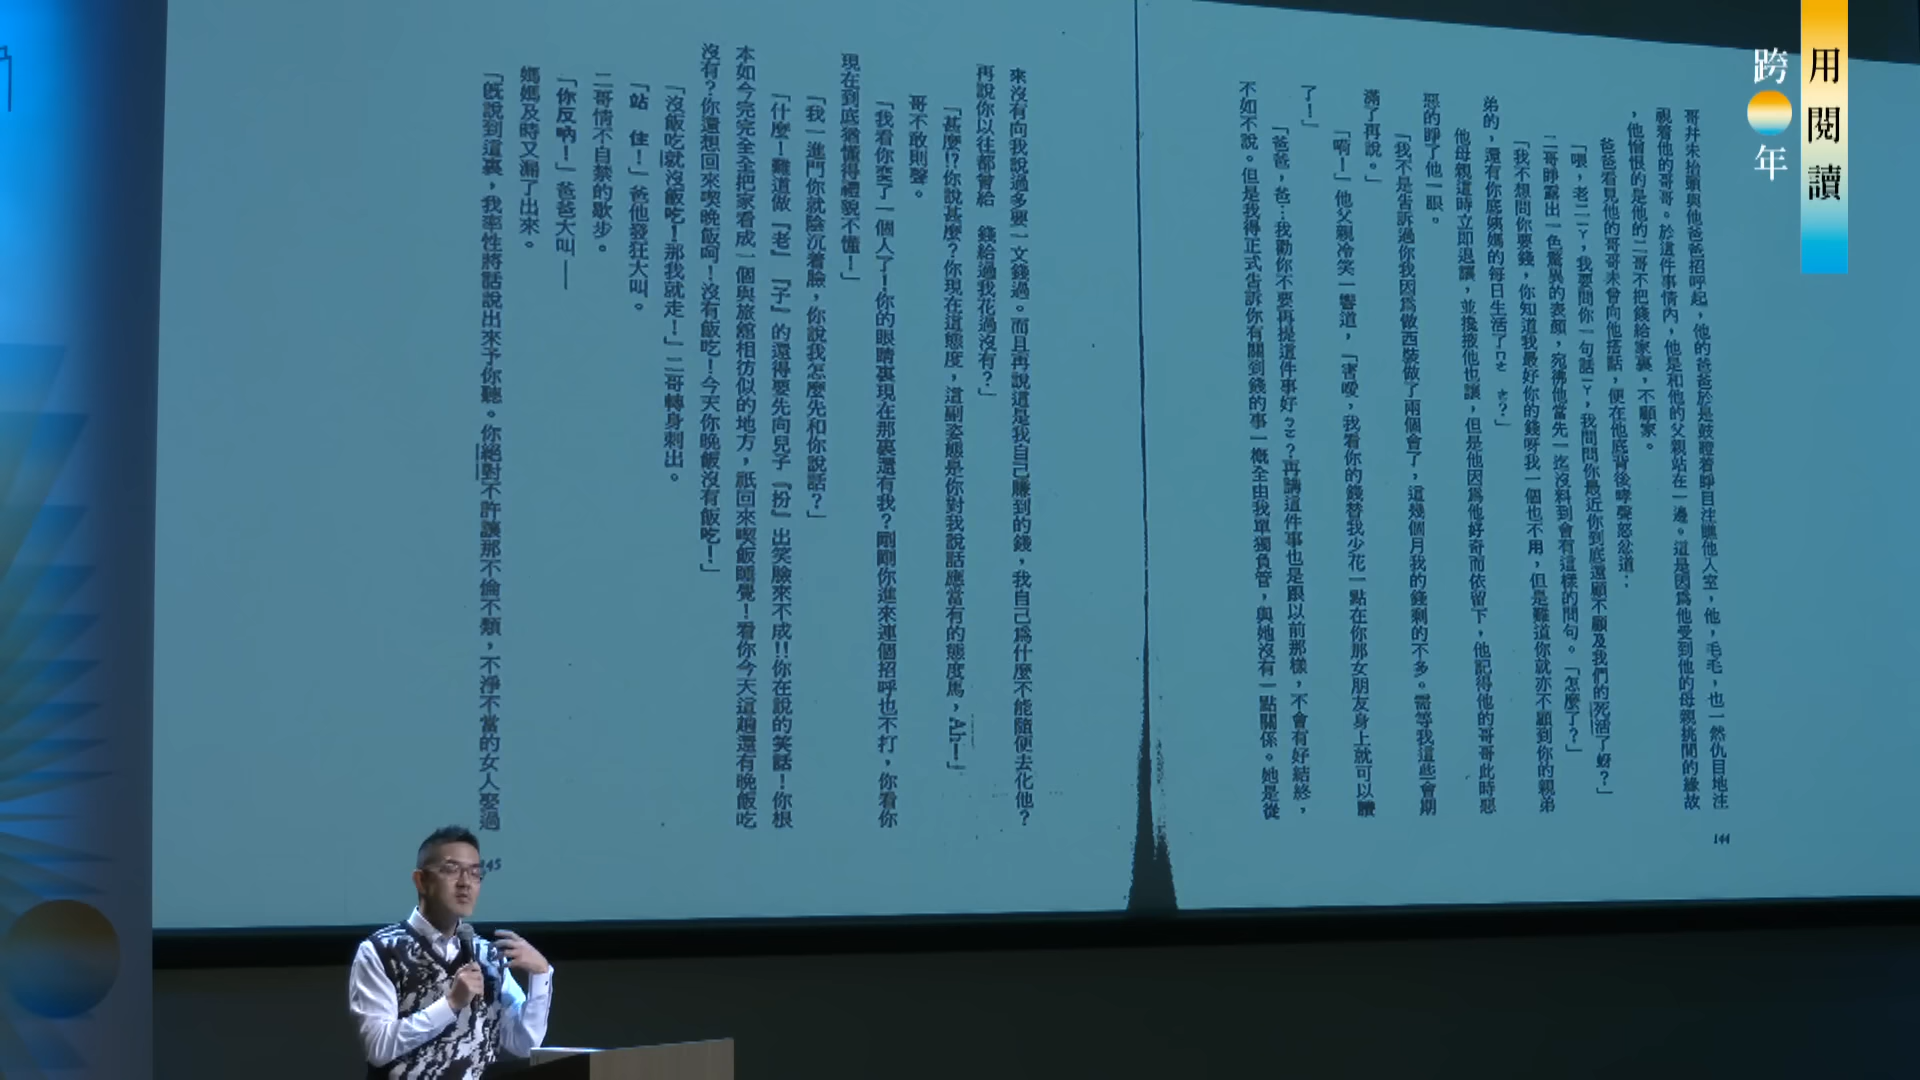 用閱讀
跨年
哥幷未抬頭與他爸爸招呼起,他的爸爸於是鼓瞪着睜目注瞧他入室,他,毛毛,也一然仇目地注
視着他的哥哥。於這件事情內,他是和他的父親站在一邊。這是因爲他受到他的母親挑間的緣故
,他憎恨的是他的二哥不把錢給家裏,不顧家。
爸爸看見他的哥哥未曾向他搭話,便在他底背後哮聲怒忿道:
「喂,老二ㄧㄚ,我要問你一句話ㄧㄚ,我問問你最近你到底還顧不顧及我們的死活了蚜?」
二哥睜露出一色驚異的表顏,宛彿他當先一迄沒料到會有這樣的問句。「怎麼了?」
「我不想問你要錢,你知道我最好你的錢呀我一個也不用,但是難道你就亦不顧到你的親弟
弟的,還有你底姨媽的每日生活了ㄇㄜ ㄜ?」
他母親這時立即退讓,並攙掖他也讓,但是他因爲他好奇而依留下,他記得他的哥哥此時惡
惡的睜了他一眼。
「我不是告訴過你我因爲做西裝做了兩個會了,這幾個月我的錢剩的不多。需等我這些會期
滿了再說。」
「嘀!」他父親冷笑一響道,「害噯,我看你的錢替我少花一點在你那女朋友身上就可以贖
了!」
「爸爸,爸…我勸你不要再提這件事好ㄅㄛ?再講這件事也是跟以前那樣,不會有好結終,
不如不說。但是我得正式告訴你有關到錢的事一槪全由我單獨負管,與她沒有一點關係。她是從
144
來沒有向我說過多要一文錢過。而且再說這是我自己賺到的錢,我自己爲什麼不能隨便去化他?
再說你以往都曾給 錢給過我花過沒有?」
「甚麼!?你說甚麼?你現在這態度,這副姿態是你對我說話應當有的態度馬,Ah!」
哥不敢則聲。
「我看你変了一個人了!你的眼睛裏現在那裏還有我?剛剛你進來連個招呼也不打,你看你
現在到底猶懂得禮貌不懂!」
「我一進門你就陰沉着臉,你說我怎麼先和你說話?」
「什麼!難道做『老』『子』的還得要先向兒子『扮』出笑臉來不成!!你在說的笑話!你根
本如今完完全全把家看成一個與旅舘相彷似的地方,祇回來喫飯瞓覺!看你今天這趟還有晚飯吃
沒有?你還想回來喫晚飯呵!沒有飯吃!今天你晚飯沒有飯吃!」
「沒飯吃就沒飯吃!那我就走!」二哥轉身刺出。
「站 住!」爸他發狂大叫。
二哥情不自禁的歇步。
「你反吶!」爸爸大叫——
媽媽及時又漏了出來。
「旣說到這裏,我率性將話說出來予你聽。你絕對不許讓那不倫不類,不淨不當的女人娶過
145